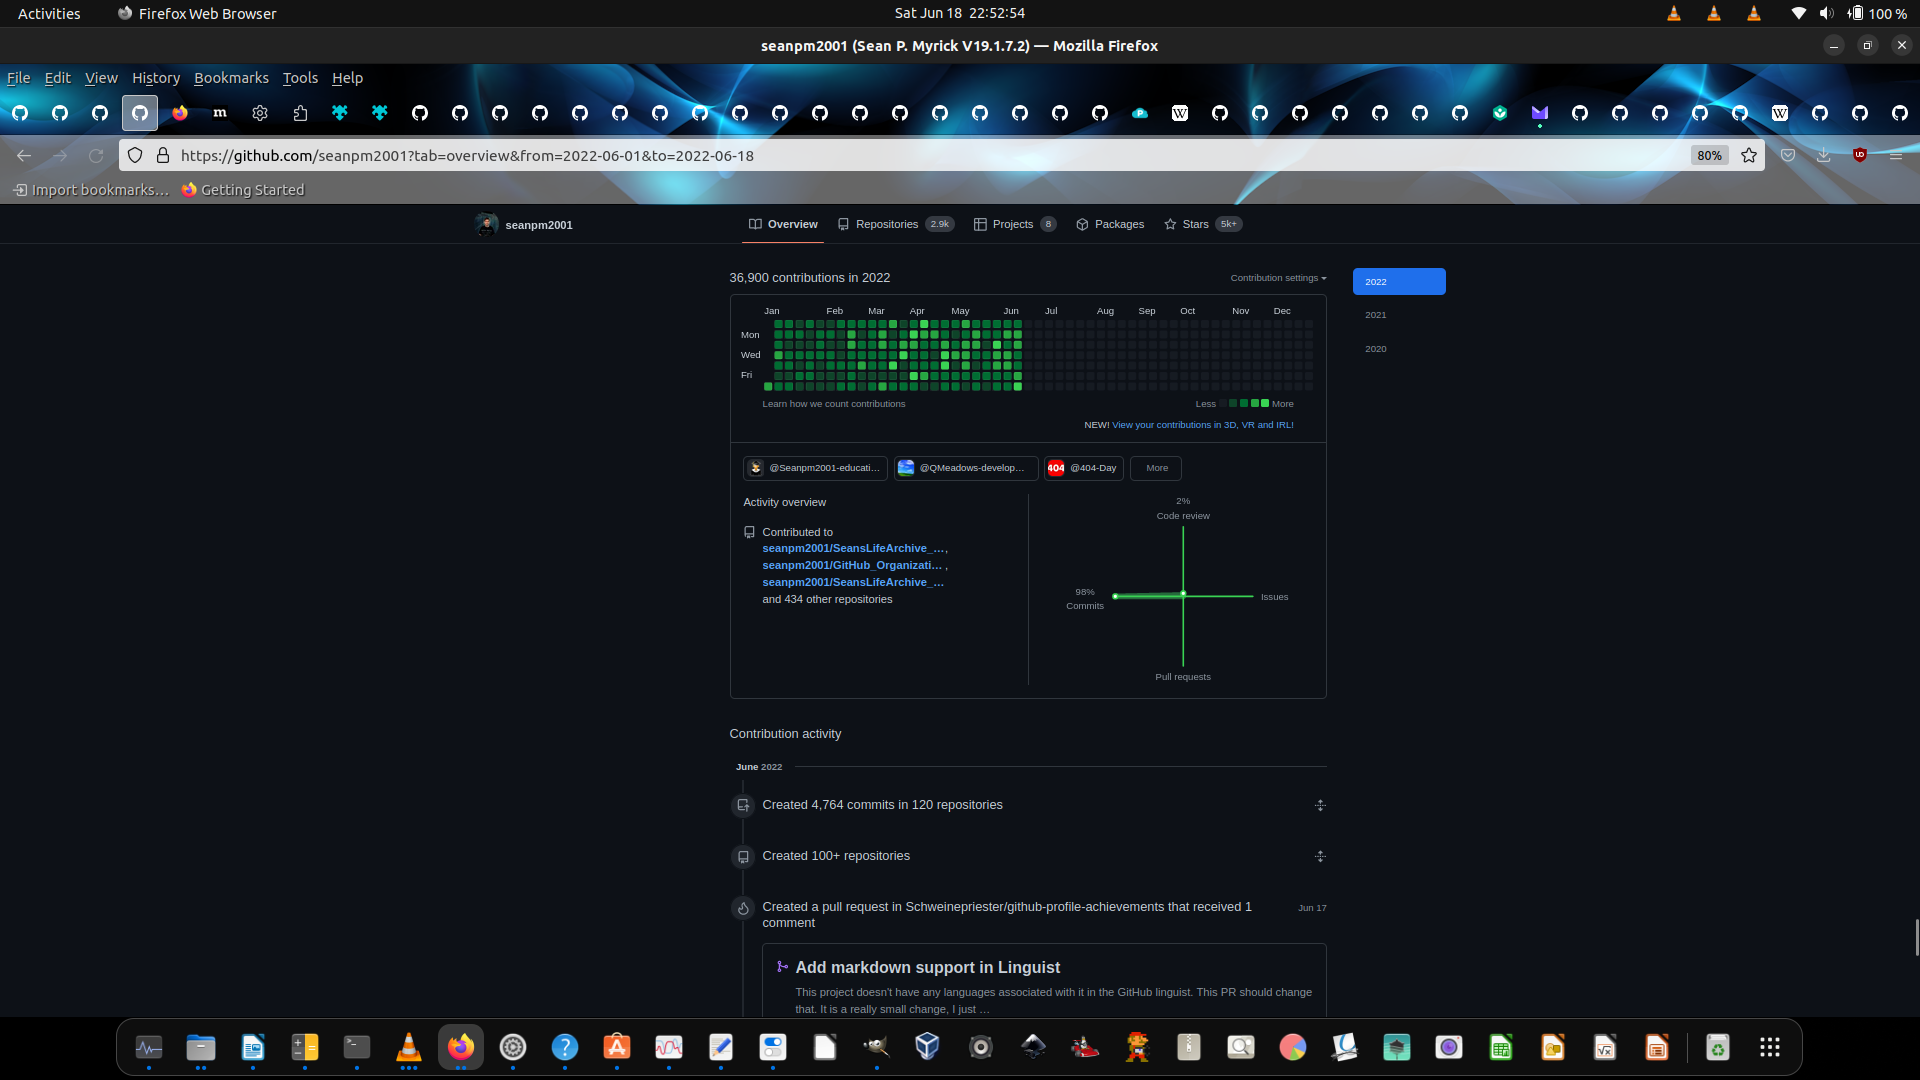 Activities
Firefox Web Browser
Sat Jun 18 22:52:54
100 %
seanpm2001 (Sean P. Myrick V19.1.7.2) — Mozilla Firefox
File Edit View History Bookmarks Tools Help
m
P
W
W
https://github.com/seanpm2001?tab=overview&from=2022-06-01&to=2022-06-18
80%
Import bookmarks…
Getting Started
seanpm2001
Overview
Repositories 2.9k
Projects 8
Packages
Stars 5k+
36,900 contributions in 2022
Contribution settings
2022
2021
2020
Jan Feb Mar Apr May Jun Jul Aug Sep Oct Nov Dec
Mon
Wed
Fri
Learn how we count contributions
Less More
NEW! View your contributions in 3D, VR and IRL!
@Seanpm2001-educati…
@QMeadows-develop…
404 @404-Day
More
Activity overview
Contributed to
seanpm2001/SeansLifeArchive_…,
seanpm2001/GitHub_Organizati… ,
seanpm2001/SeansLifeArchive_…
and 434 other repositories
2%
Code review
98%
Commits
Issues
Pull requests
Contribution activity
June 2022
Created 4,764 commits in 120 repositories
Created 100+ repositories
Created a pull request in Schweinepriester/github-profile-achievements that received 1
comment
Jun 17
Add markdown support in Linguist
This project doesn't have any languages associated with it in the GitHub linguist. This PR should change
that. It is a really small change, I just …